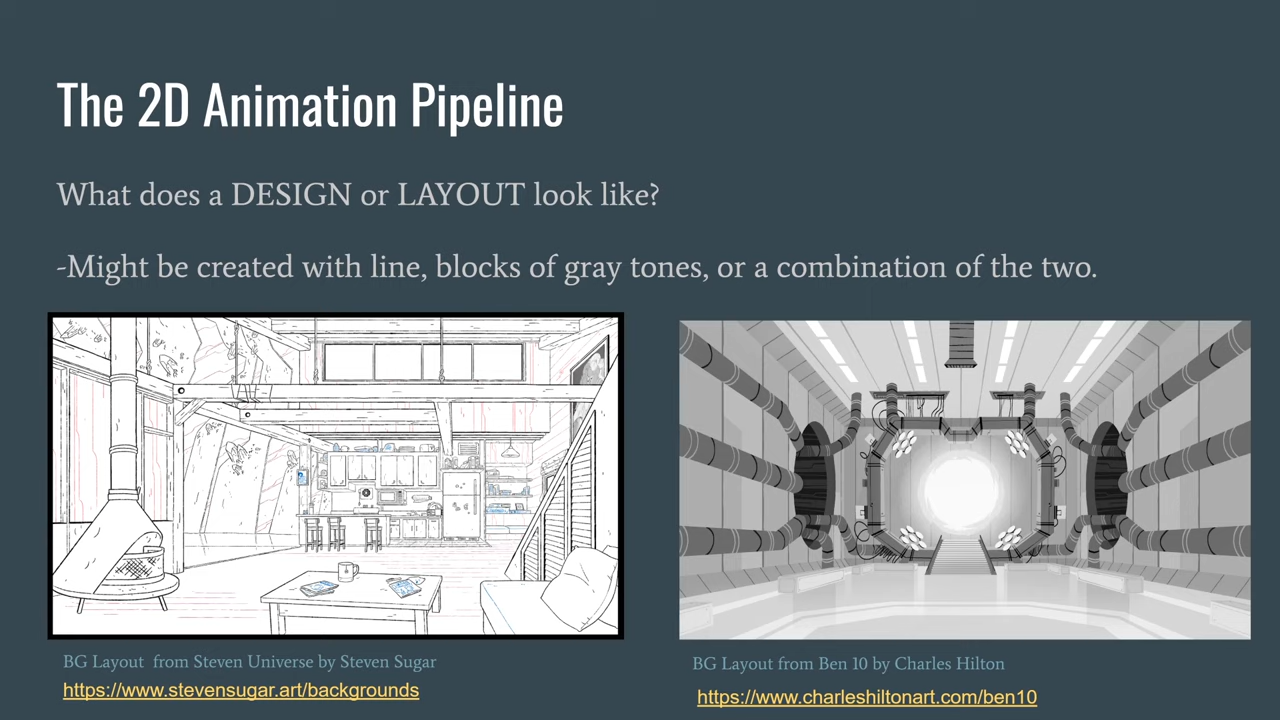 The 2D Animation Pipeline
What does a DESIGN or LAYOUT look like?
-Might be created with line, blocks of gray tones, or a combination of the two.
BG Layout  from Steven Universe by Steven Sugar
https://www.stevensugar.art/backgrounds
BG Layout from Ben 10 by Charles Hilton
https://www.charleshiltonart.com/ben10